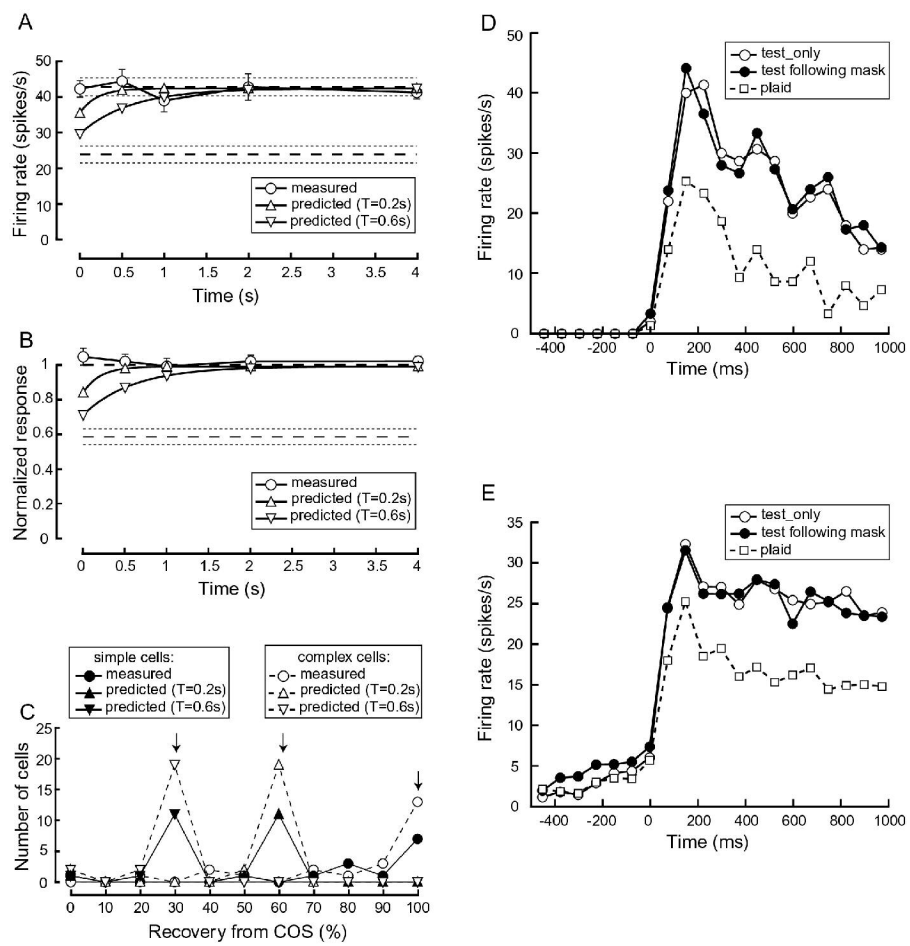 A
Firing rate (spikes/s)
50
40
30
20
10
0
measured
predicted (T=0.2s)
predicted (T=0.6s)
0 0.5 1 1.5 2 2.5 3 3.5 4
Time (s)
B
Normalized response
1
0.8
0.6
0.4
0.2
0
measured
predicted (T=0.2s)
predicted (T=0.6s)
0 0.5 1 1.5 2 2.5 3 3.5 4
Time (s)
simple cells:
measured
predicted (T=0.2s)
predicted (T=0.6s)
complex cells:
measured
predicted (T=0.2s)
predicted (T=0.6s)
C
Number of cells
25
20
15
10
5
0
0 10 20 30 40 50 60 70 80 90 100
Recovery from COS (%)
D
Firing rate (spikes/s)
50
40
30
20
10
0
test_only
test following mask
plaid
-400 -200 0 200 400 600 800 1000
Time (ms)
E
Firing rate (spikes/s)
35
30
25
20
15
10
5
0
test_only
test following mask
plaid
-400 -200 0 200 400 600 800 1000
Time (ms)